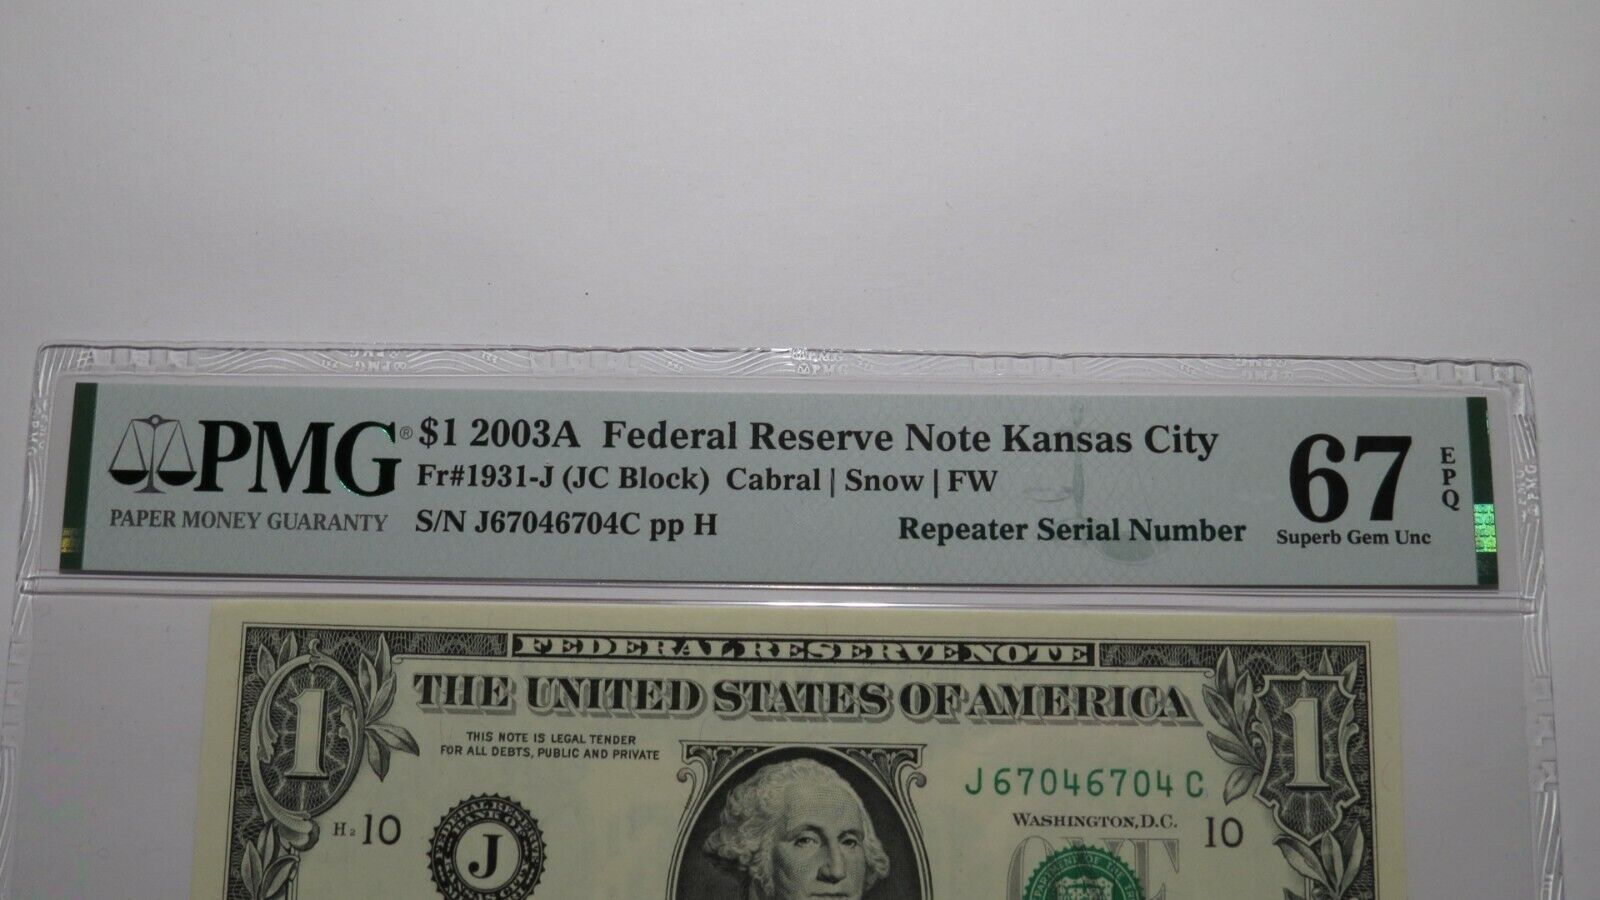 PMG® $1 2003A Federal Reserve Note Kansas City
Fr#1931-J (JC Block) Cabral | Snow | FW
PAPER MONEY GUARANTY S/N J67046704C pp H
Repeater Serial Number
67
EPQ
Superb Gem Unc
FEDERAL RESERVE NOTE
THE UNITED STATES OF AMERICA
1
1
THIS NOTE IS LEGAL TENDER
FOR ALL DEBTS, PUBLIC AND PRIVATE
J 67046704 C
WASHINGTON, D.C.
H2 10
J
10